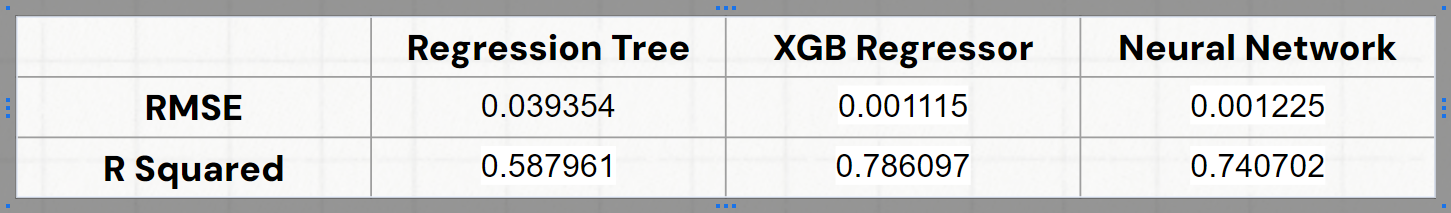 Regression Tree XGB Regressor Neural Network
RMSE 0.039354 0.001115 0.001225
R Squared 0.587961 0.786097 0.740702